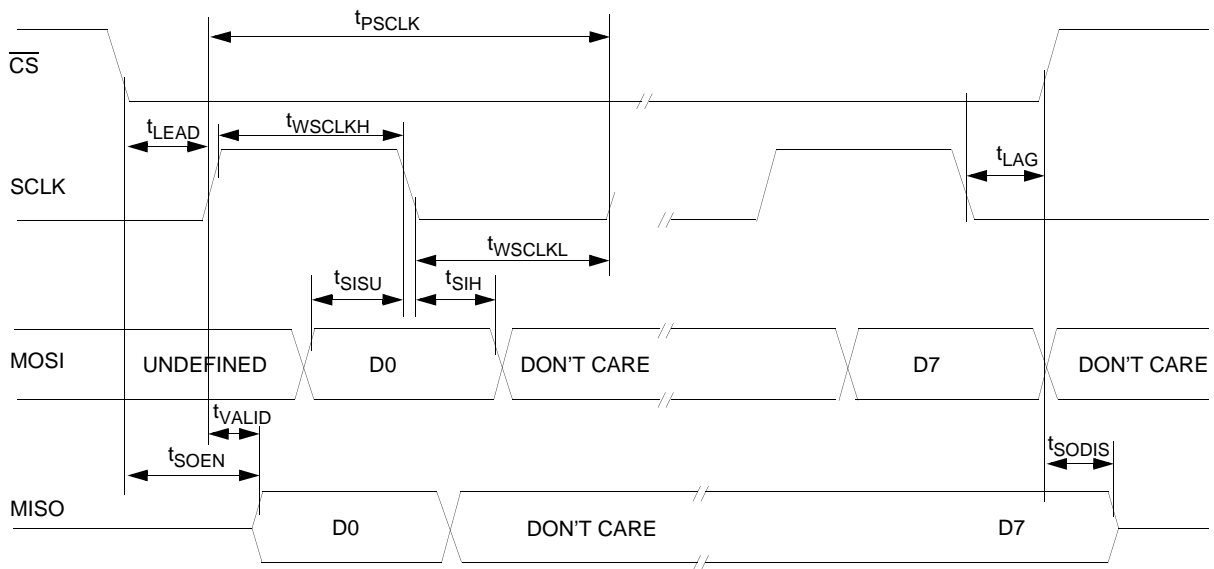 tPSCLK
CS
tLEAD
tWSCLKH
tLAG
SCLK
tWSCLKL
tSISU
tSIH
MOSI
UNDEFINED
D0
DON'T CARE
D7
DON'T CARE
tVALID
tSOEN
tSODIS
MISO
D0
DON'T CARE
D7